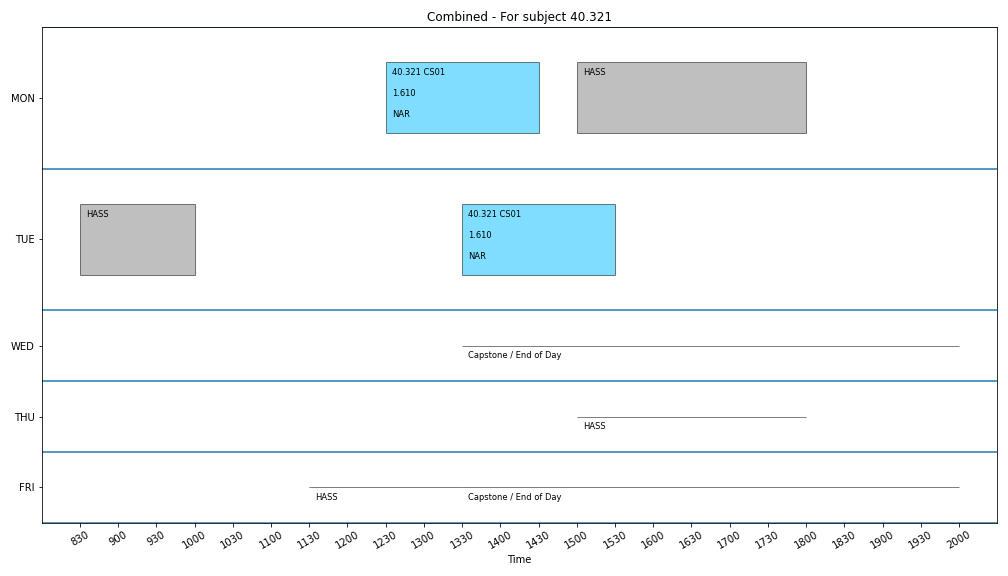 Combined - For subject 40.321
MON
40.321 CS01
1.610
NAR
HASS
TUE
HASS
40.321 CS01
1.610
NAR
WED
Capstone / End of Day
THU
HASS
FRI
HASS
Capstone / End of Day
830 900 930 1000 1030 1100 1130 1200 1230 1300 1330 1400 1430 1500 1530 1600 1630 1700 1730 1800 1830 1900 1930 2000
Time